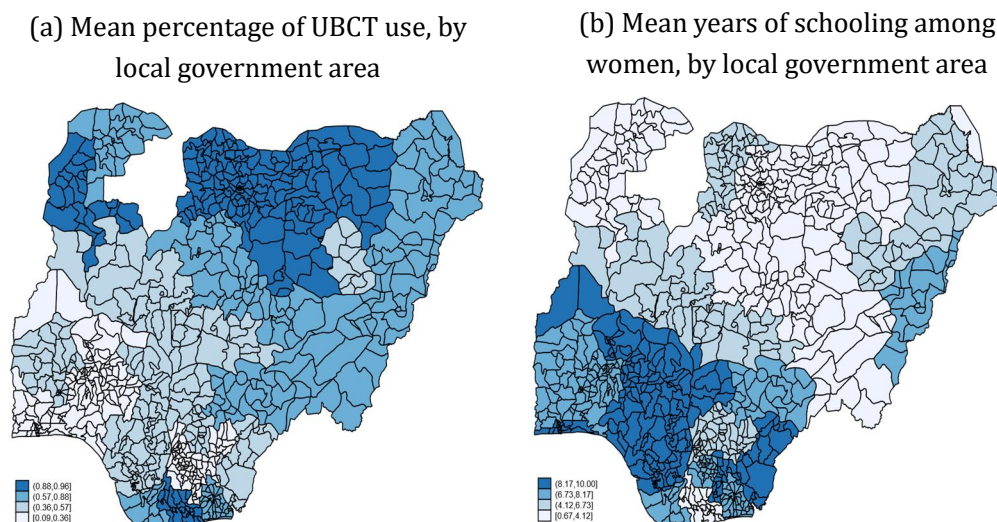 (a) Mean percentage of UBCT use, by
local government area
(b) Mean years of schooling among
women, by local government area
(0.88,0.96]
(0.57,0.88]
(0.36,0.57]
[0.09,0.36]
(8.17,10.00]
(6.73,8.17]
(4.12,6.73]
[0.67,4.12]